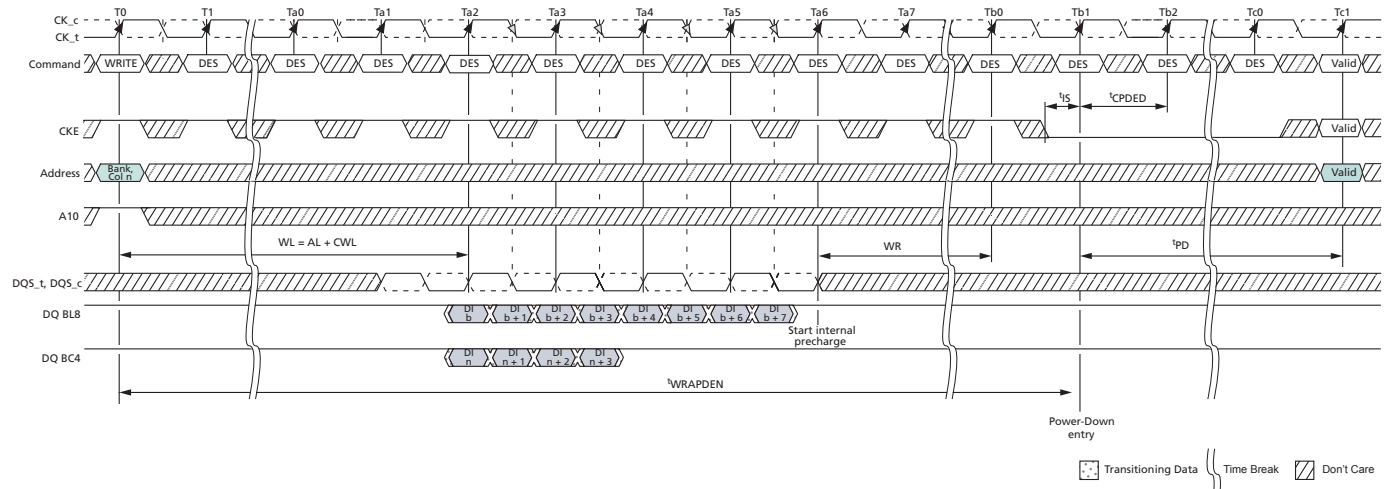 T0 T1 Ta0 Ta1 Ta2 Ta3 Ta4 Ta5 Ta6 Ta7 Tb0 Tb1 Tb2 Tc0 Tc1
CK_c
CK_t
Command WRITE DES DES DES DES DES DES DES DES DES DES DES DES DES Valid
tIS tCPDED
CKE Valid
Address Bank, Col n Valid
A10
WL = AL + CWL WR tPD
DQS_t, DQS_c
DQ BL8 DI b DI b + 1 DI b + 2 DI b + 3 DI b + 4 DI b + 5 DI b + 6 DI b + 7
Start internal
precharge
DQ BC4 DI n DI n + 1 DI n + 2 DI n + 3
tWRAPDEN
Power-Down
entry
Transitioning Data Time Break Don't Care